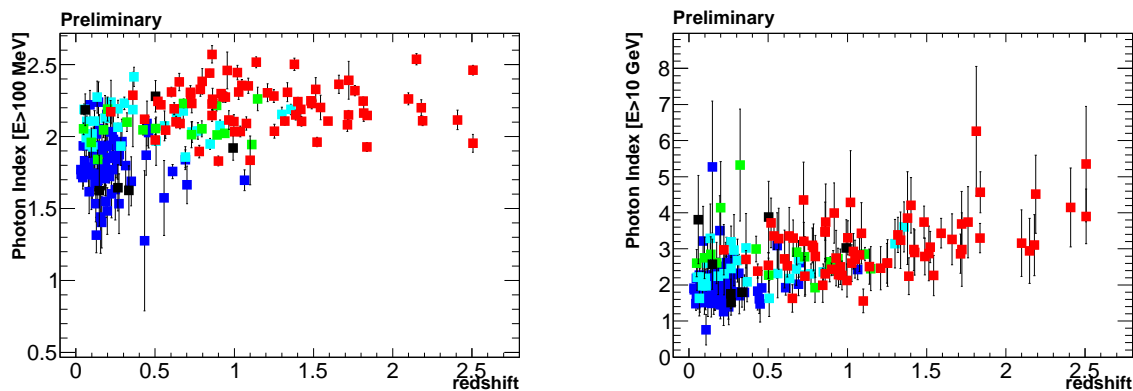 Preliminary
Photon Index [E>100 MeV]
2.5
2
1.5
1
0.5
0 0.5 1 1.5 2 2.5
redshift
Preliminary
Photon Index [E>10 GeV]
8
7
6
5
4
3
2
1
0
0 0.5 1 1.5 2 2.5
redshift